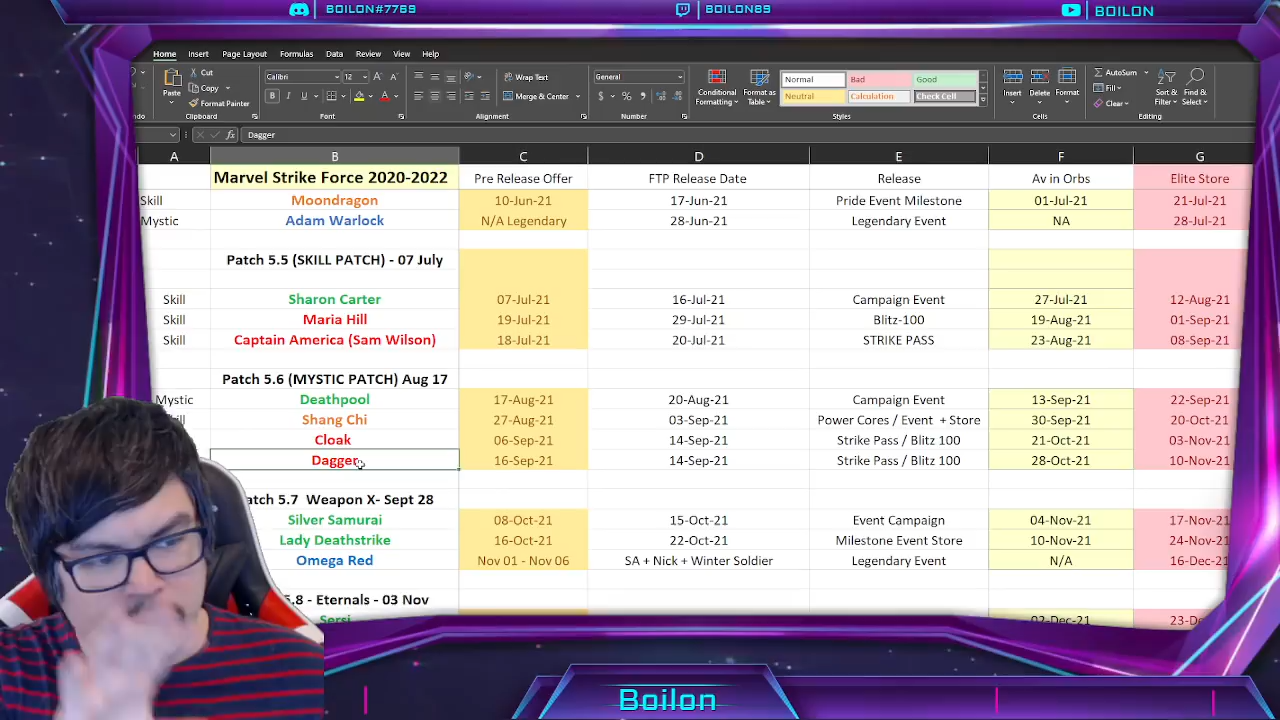 BOILON#7769 BOILON89 BOILON
Home Insert Page Layout Formulas Data Review View Help
Cut Calibri 12 Wrap Text General Normal Bad Good AutoSum
Copy Fill
Paste Format Painter Merge & Center Conditional Formatting Format as Table Neutral Calculation Check Cell Insert Delete Format Clear Sort & Filter Find & Select
Clipboard Font Alignment Number Styles Cells Editing
Dagger
A B C D E F G
Marvel Strike Force 2020-2022 Pre Release Offer FTP Release Date Release Av in Orbs Elite Store
Skill Moondragon 10-Jun-21 17-Jun-21 Pride Event Milestone 01-Jul-21 21-Jul-21
Mystic Adam Warlock N/A Legendary 28-Jun-21 Legendary Event NA 28-Jul-21
Patch 5.5 (SKILL PATCH) - 07 July
Skill Sharon Carter 07-Jul-21 16-Jul-21 Campaign Event 27-Jul-21 12-Aug-21
Skill Maria Hill 19-Jul-21 29-Jul-21 Blitz-100 19-Aug-21 01-Sep-21
Skill Captain America (Sam Wilson) 18-Jul-21 20-Jul-21 STRIKE PASS 23-Aug-21 08-Sep-21
Patch 5.6 (MYSTIC PATCH) Aug 17
Mystic Deathpool 17-Aug-21 20-Aug-21 Campaign Event 13-Sep-21 22-Sep-21
Shang Chi 27-Aug-21 03-Sep-21 Power Cores / Event + Store 30-Sep-21 20-Oct-21
Cloak 06-Sep-21 14-Sep-21 Strike Pass / Blitz 100 21-Oct-21 03-Nov-21
Dagger 16-Sep-21 14-Sep-21 Strike Pass / Blitz 100 28-Oct-21 10-Nov-21
atch 5.7 Weapon X- Sept 28
Silver Samurai 08-Oct-21 15-Oct-21 Event Campaign 04-Nov-21 17-Nov-21
Lady Deathstrike 16-Oct-21 22-Oct-21 Milestone Event Store 10-Nov-21 24-Nov-21
Omega Red Nov 01 - Nov 06 SA + Nick + Winter Soldier Legendary Event N/A 16-Dec-21
5.8 - Eternals - 03 Nov
Sersi 02-Dec-21
Boilon